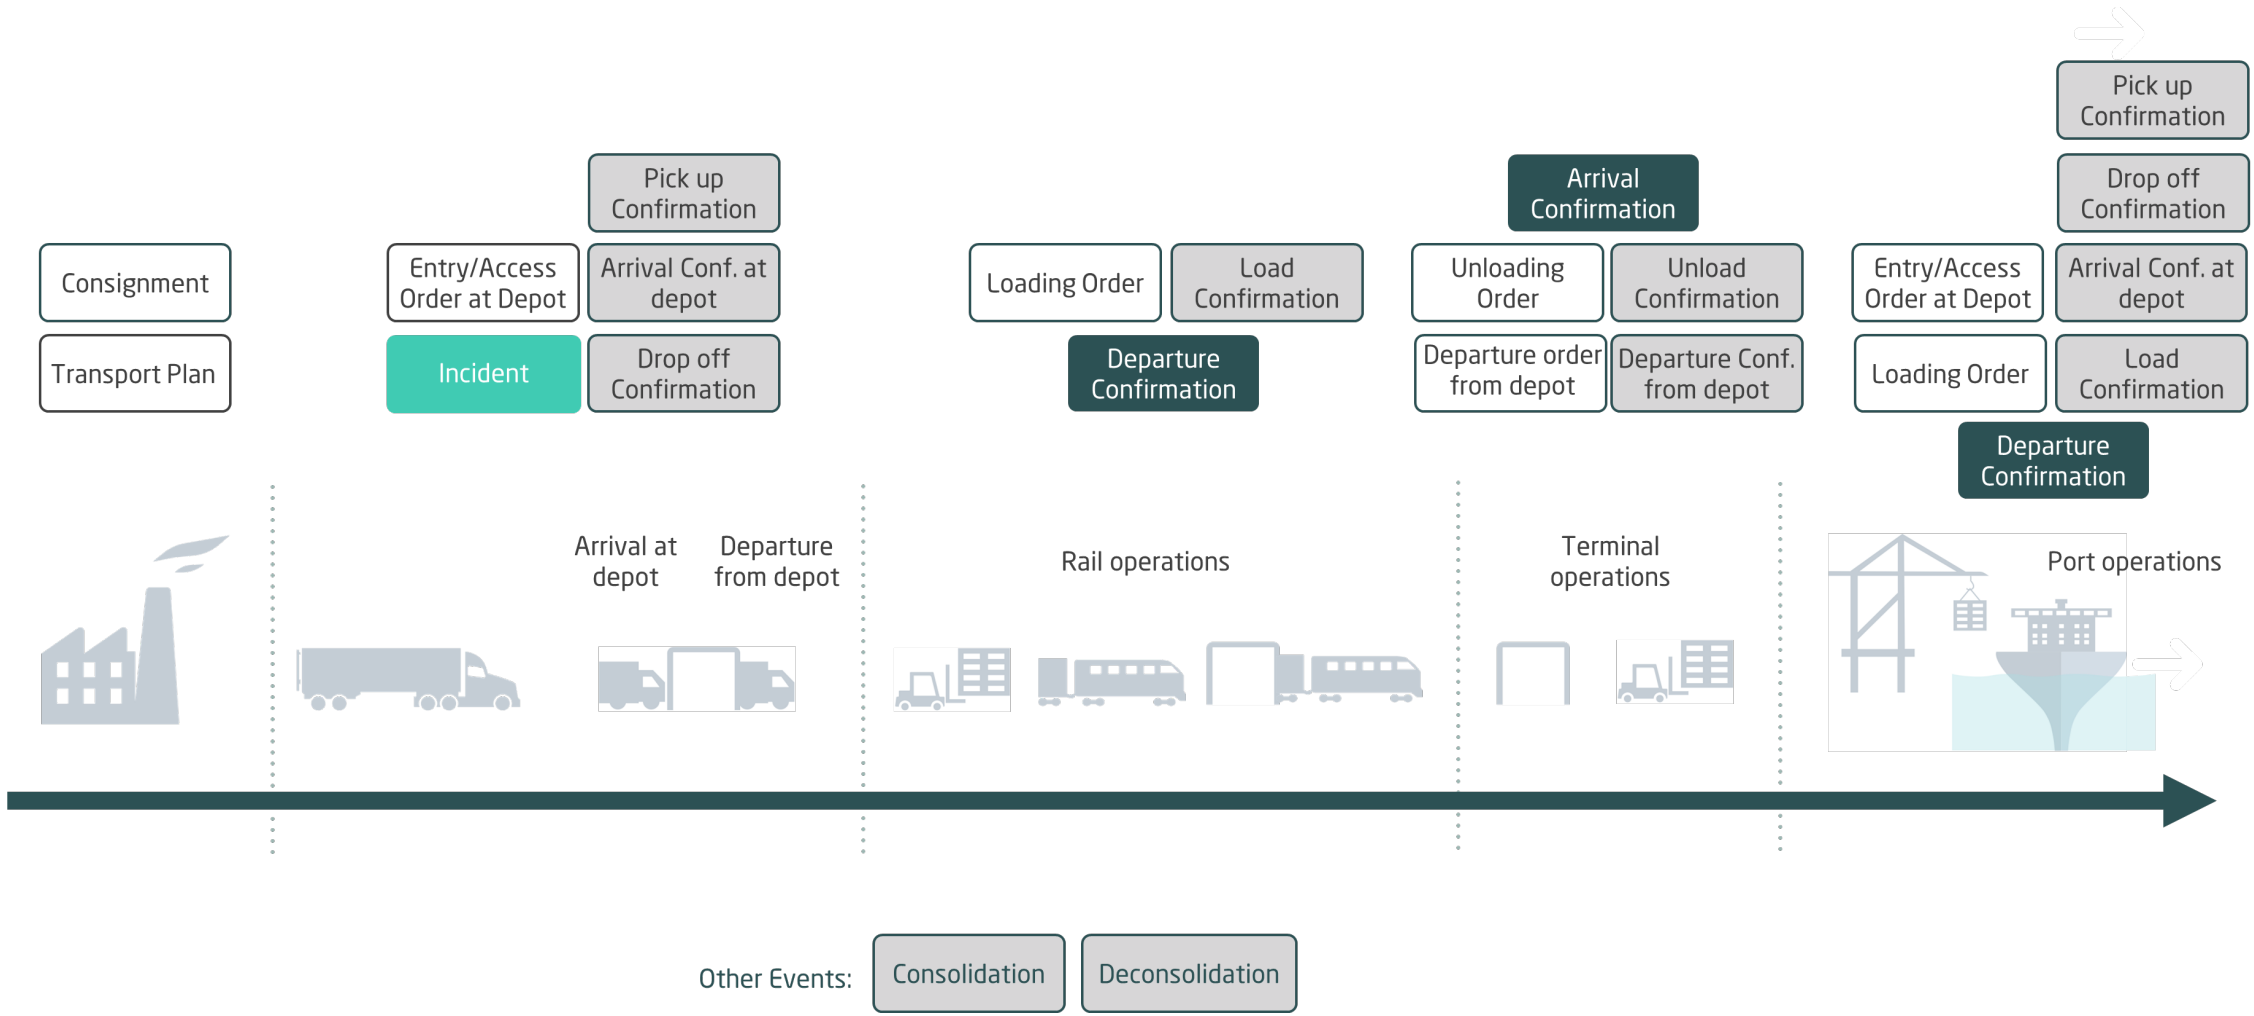 Consignment
Transport Plan
Pick up
Confirmation
Entry/Access
Order at Depot
Arrival Conf. at
depot
Incident
Drop off
Confirmation
Loading Order
Load
Confirmation
Departure
Confirmation
Arrival
Confirmation
Unloading
Order
Unload
Confirmation
Departure order
from depot
Departure Conf.
from depot
Pick up
Confirmation
Drop off
Confirmation
Entry/Access
Order at Depot
Arrival Conf. at
depot
Loading Order
Load
Confirmation
Departure
Confirmation
Arrival at
depot
Departure
from depot
Rail operations
Terminal
operations
Port operations
Other Events:
Consolidation
Deconsolidation